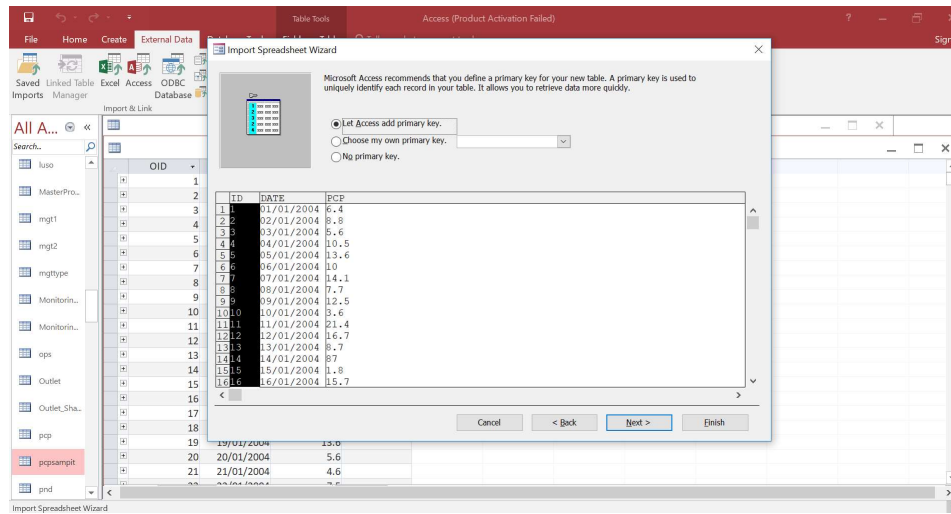 Table Tools
Access (Product Activation Failed)
File Home Create External Data
Sign
Saved Imports
Linked Table Manager
Excel
Access
ODBC Database
Import & Link
All A...
Search...
luso
MasterPro...
mgt1
mgt2
mgttype
Monitorin...
Monitorin...
ops
Outlet
Outlet_Sha...
pcp
pcpsampit
pnd
OID
1
2
3
4
5
6
7
8
9
10
11
12
13
14
15
16
17
18
19 19/01/2004 13.6
20 20/01/2004 5.6
21 21/01/2004 4.6
Import Spreadsheet Wizard
Microsoft Access recommends that you define a primary key for your new table. A primary key is used to
uniquely identify each record in your table. It allows you to retrieve data more quickly.
Let Access add primary key.
Choose my own primary key.
No primary key.
ID DATE PCP
1 1 01/01/2004 6.4
2 2 02/01/2004 8.8
3 3 03/01/2004 5.6
4 4 04/01/2004 10.5
5 5 05/01/2004 13.6
6 6 06/01/2004 10
7 7 07/01/2004 14.1
8 8 08/01/2004 7.7
9 9 09/01/2004 12.5
10 10 10/01/2004 3.6
11 11 11/01/2004 21.4
12 12 12/01/2004 16.7
13 13 13/01/2004 8.7
14 14 14/01/2004 87
15 15 15/01/2004 1.8
16 16 16/01/2004 15.7
Cancel < Back Next > Finish
Import Spreadsheet Wizard